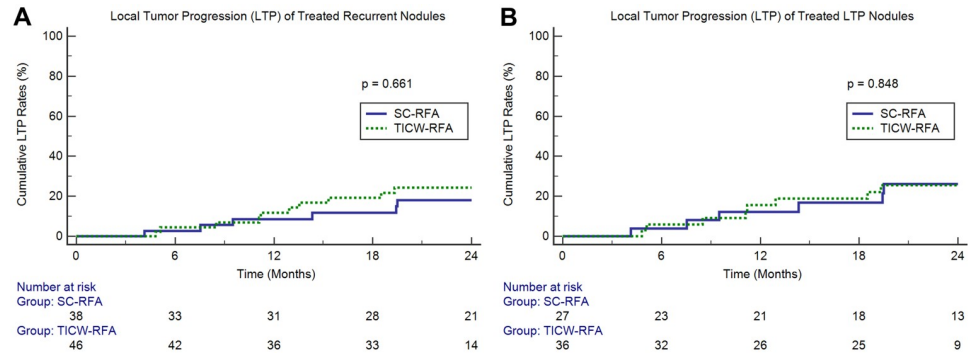 A
Local Tumor Progression (LTP) of Treated Recurrent Nodules
100
80
60
40
20
0
Cumulative LTP Rates (%)
p = 0.661
SC-RFA
TICW-RFA
0 6 12 18 24
Time (Months)
Number at risk
Group: SC-RFA
38 33 31 28 21
Group: TICW-RFA
46 42 36 33 14
B
Local Tumor Progression (LTP) of Treated LTP Nodules
100
80
60
40
20
0
Cumulative LTP Rates (%)
p = 0.848
SC-RFA
TICW-RFA
0 6 12 18 24
Time (Months)
Number at risk
Group: SC-RFA
27 23 21 18 13
Group: TICW-RFA
36 32 26 25 9